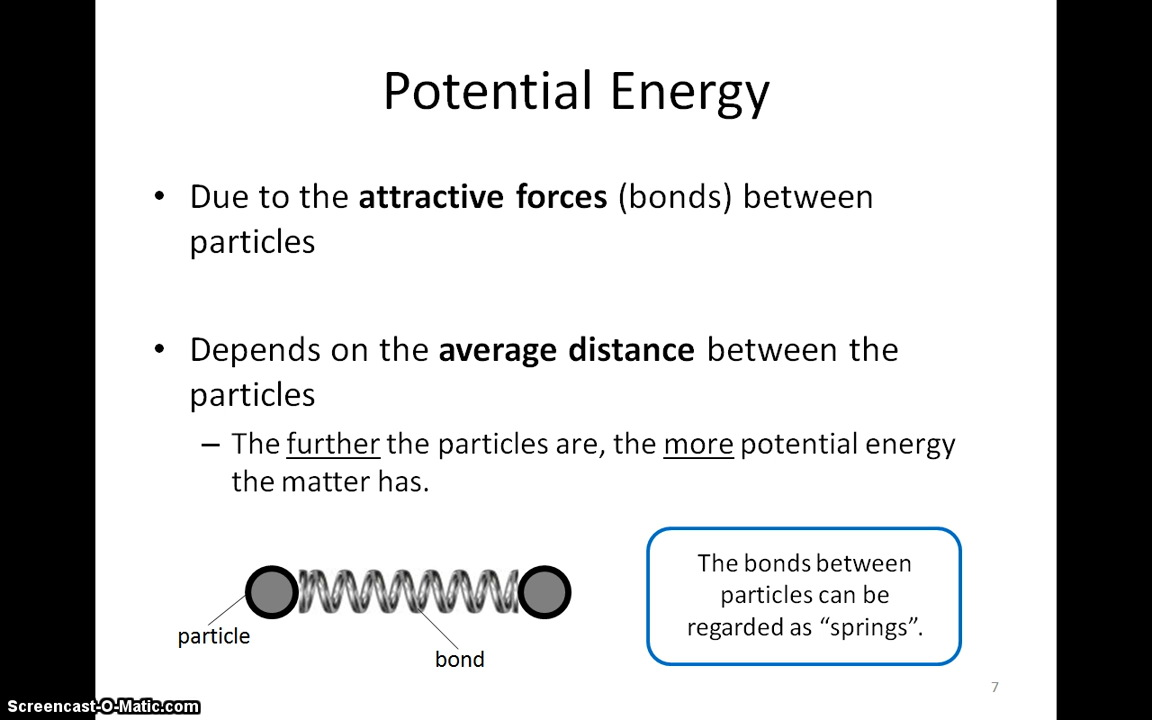 Potential Energy
• Due to the attractive forces (bonds) between
particles
• Depends on the average distance between the
particles
– The further the particles are, the more potential energy
the matter has.
particle
bond
The bonds between
particles can be
regarded as “springs”.
7
Screencast-O-Matic.com